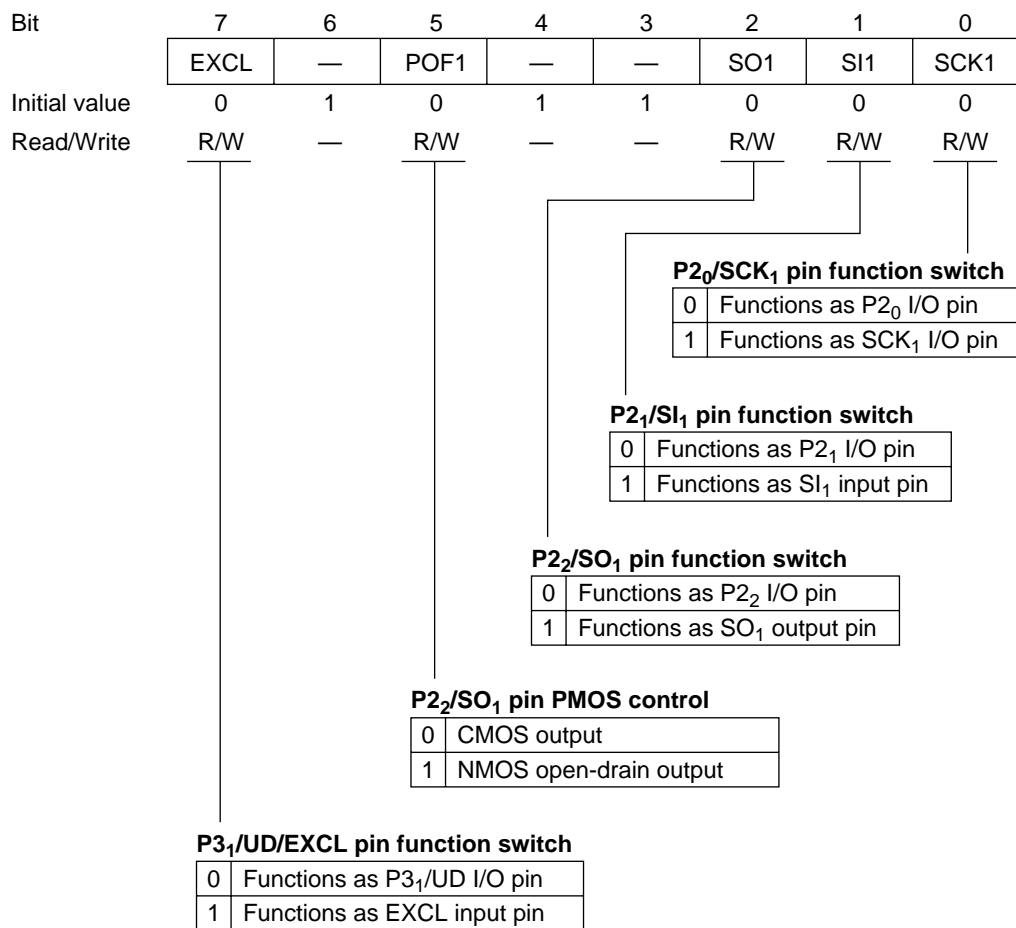 Bit 7 6 5 4 3 2 1 0
EXCL — POF1 — — SO1 SI1 SCK1
Initial value 0 1 0 1 1 0 0 0
Read/Write R/W — R/W — — R/W R/W R/W
P2₀/SCK₁ pin function switch
0 Functions as P2₀ I/O pin
1 Functions as SCK₁ I/O pin
P2₁/SI₁ pin function switch
0 Functions as P2₁ I/O pin
1 Functions as SI₁ input pin
P2₂/SO₁ pin function switch
0 Functions as P2₂ I/O pin
1 Functions as SO₁ output pin
P2₂/SO₁ pin PMOS control
0 CMOS output
1 NMOS open-drain output
P3₁/UD/EXCL pin function switch
0 Functions as P3₁/UD I/O pin
1 Functions as EXCL input pin